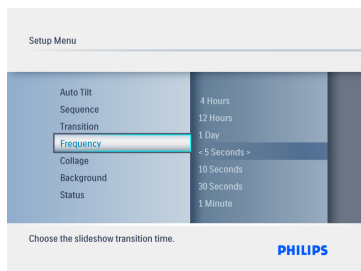 Setup Menu
Auto Tilt
Sequence
Transition
Frequency
Collage
Background
Status
4 Hours
12 Hours
1 Day
< 5 Seconds >
10 Seconds
30 Seconds
1 Minute
Choose the slideshow transition time.
PHILIPS